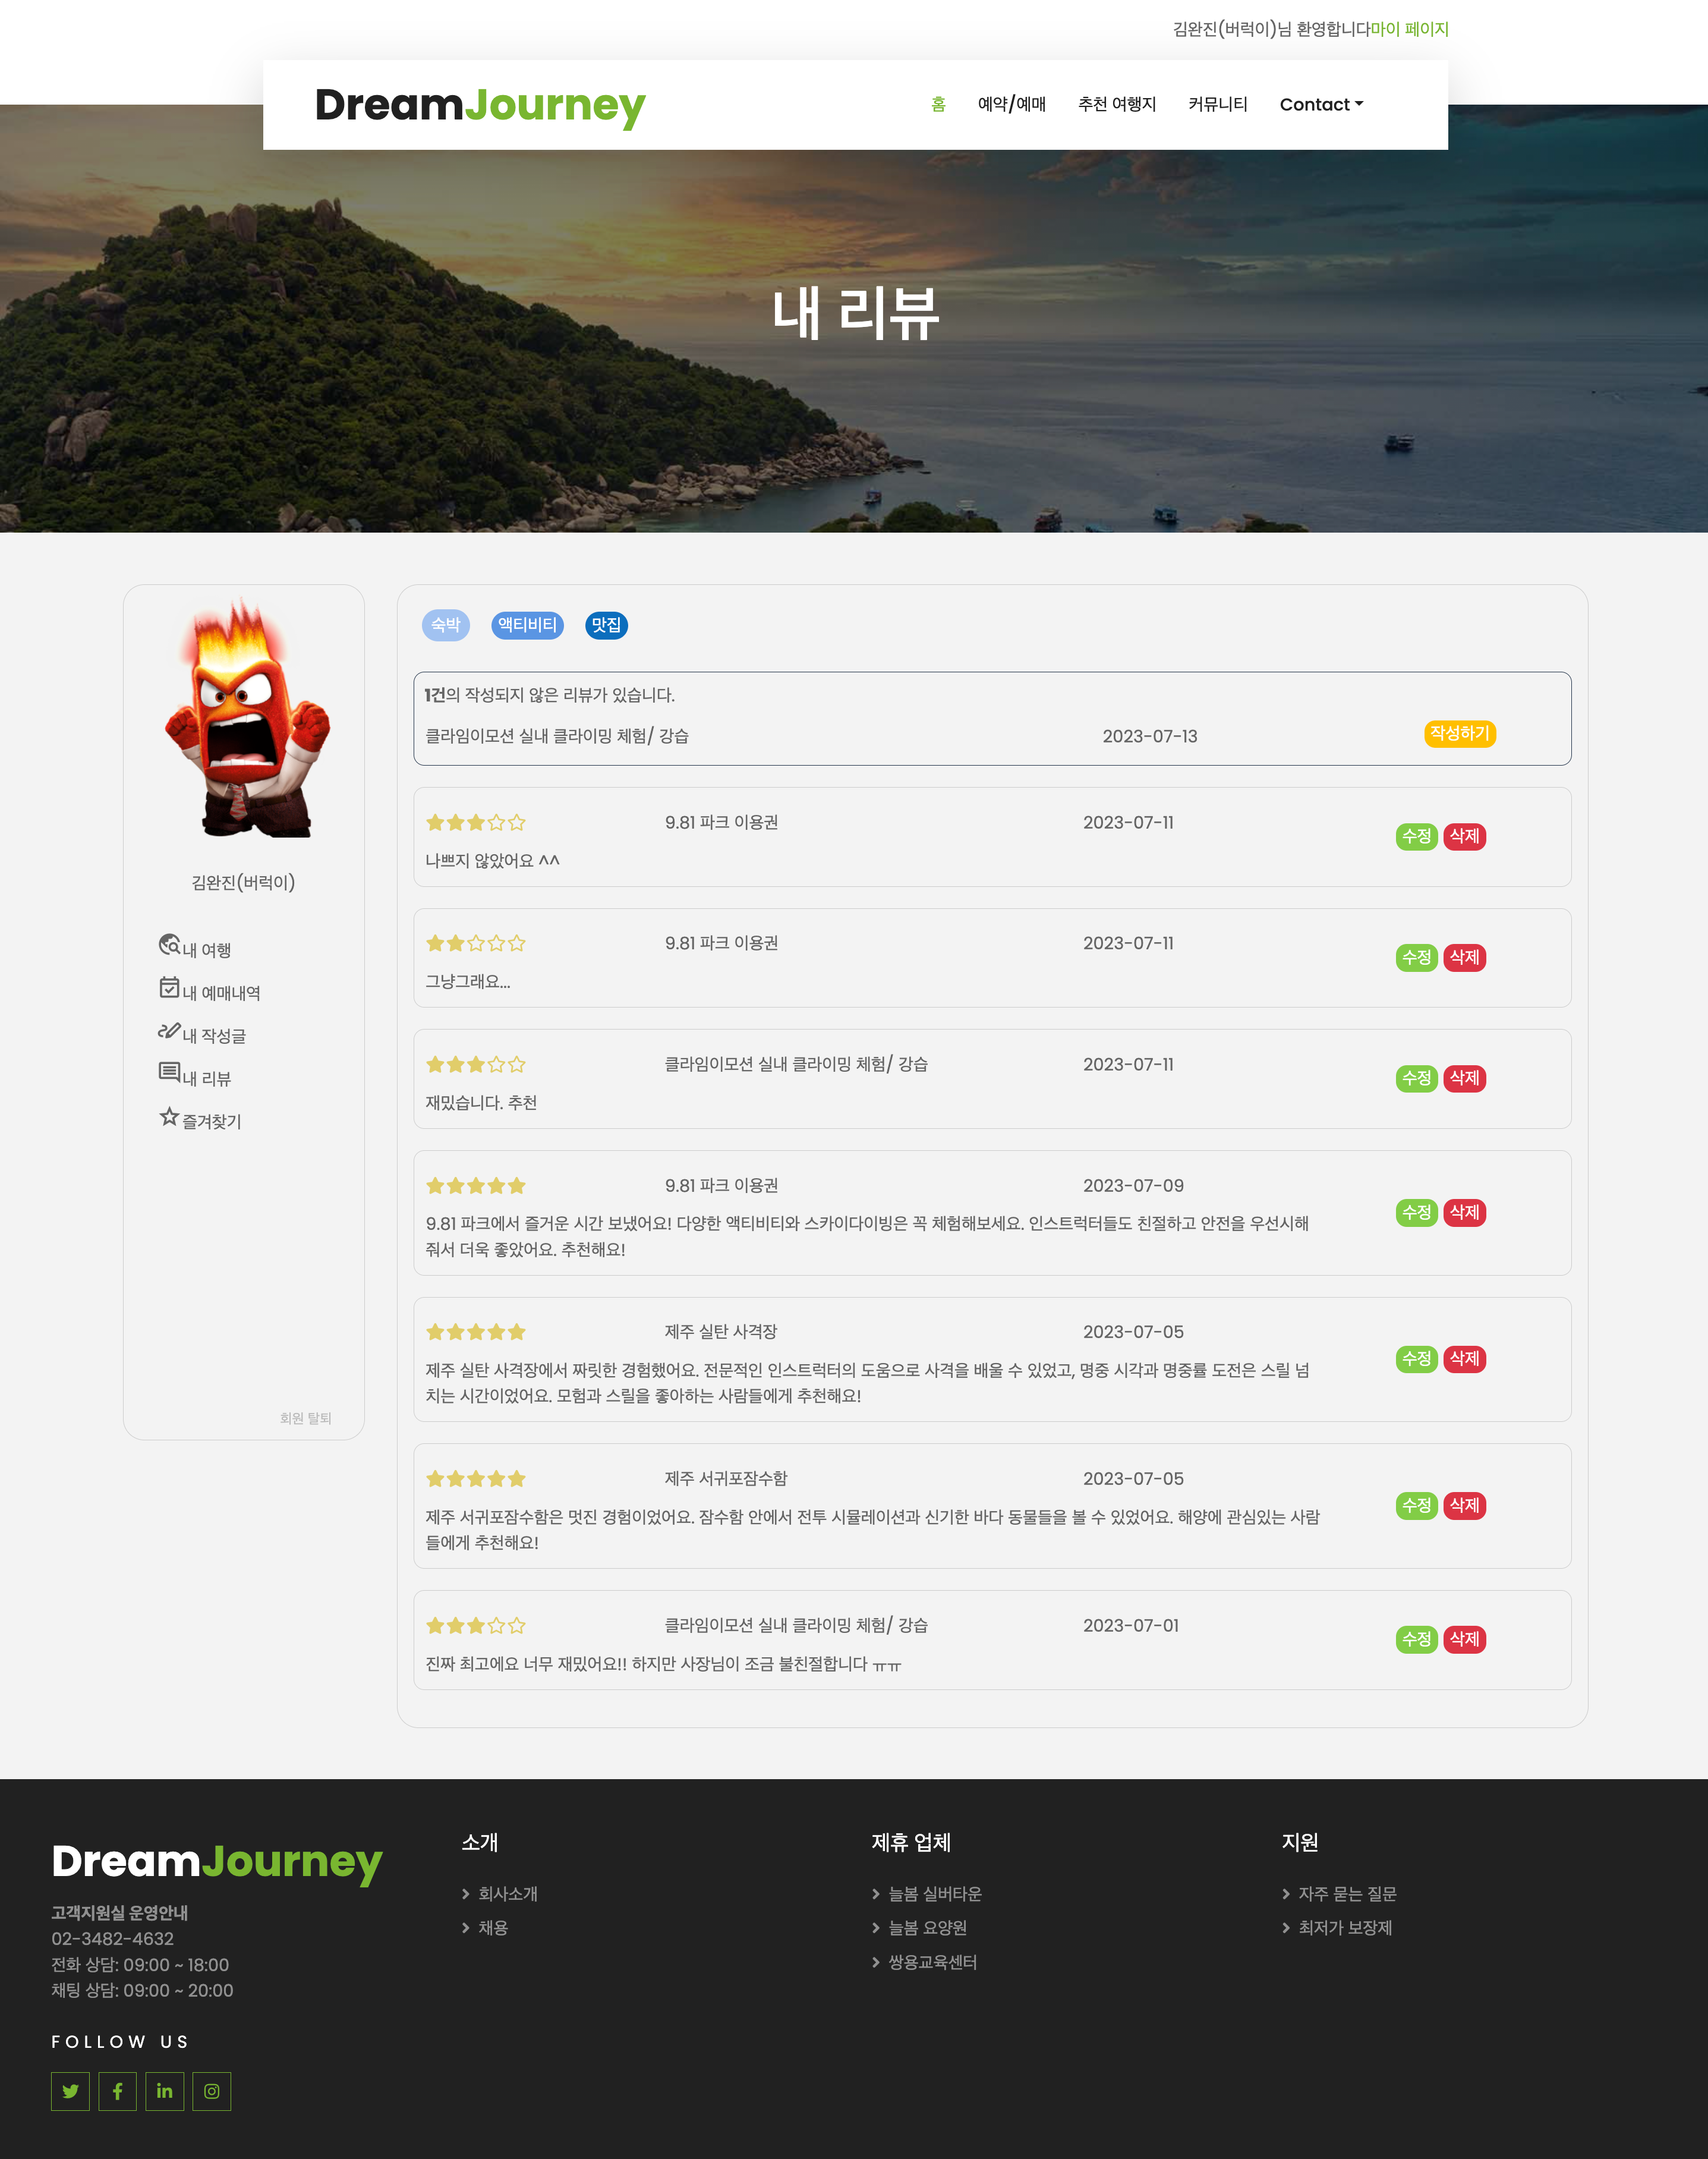 김완진(버럭이)님 환영합니다마이 페이지
DreamJourney
홈 예약/예매 추천 여행지 커뮤니티 Contact
내 리뷰
숙박 액티비티 맛집
1건의 작성되지 않은 리뷰가 있습니다.
클라임이모션 실내 클라이밍 체험/ 강습 2023-07-13 작성하기
9.81 파크 이용권 2023-07-11 수정 삭제
나쁘지 않았어요 ^^
9.81 파크 이용권 2023-07-11 수정 삭제
그냥그래요...
클라임이모션 실내 클라이밍 체험/ 강습 2023-07-11 수정 삭제
재밌습니다. 추천
9.81 파크 이용권 2023-07-09 수정 삭제
9.81 파크에서 즐거운 시간 보냈어요! 다양한 액티비티와 스카이다이빙은 꼭 체험해보세요. 인스트럭터들도 친절하고 안전을 우선시해
줘서 더욱 좋았어요. 추천해요!
제주 실탄 사격장 2023-07-05 수정 삭제
제주 실탄 사격장에서 짜릿한 경험했어요. 전문적인 인스트럭터의 도움으로 사격을 배울 수 있었고, 명중 시각과 명중률 도전은 스릴 넘
치는 시간이었어요. 모험과 스릴을 좋아하는 사람들에게 추천해요!
제주 서귀포잠수함 2023-07-05 수정 삭제
제주 서귀포잠수함은 멋진 경험이었어요. 잠수함 안에서 전투 시뮬레이션과 신기한 바다 동물들을 볼 수 있었어요. 해양에 관심있는 사람
들에게 추천해요!
클라임이모션 실내 클라이밍 체험/ 강습 2023-07-01 수정 삭제
진짜 최고에요 너무 재밌어요!! 하지만 사장님이 조금 불친절합니다 ㅠㅠ
김완진(버럭이)
내 여행
내 예매내역
내 작성글
내 리뷰
즐겨찾기
회원 탈퇴
DreamJourney
고객지원실 운영안내
02-3482-4632
전화 상담: 09:00 ~ 18:00
채팅 상담: 09:00 ~ 20:00
FOLLOW US
소개
회사소개
채용
제휴 업체
늘봄 실버타운
늘봄 요양원
쌍용교육센터
지원
자주 묻는 질문
최저가 보장제